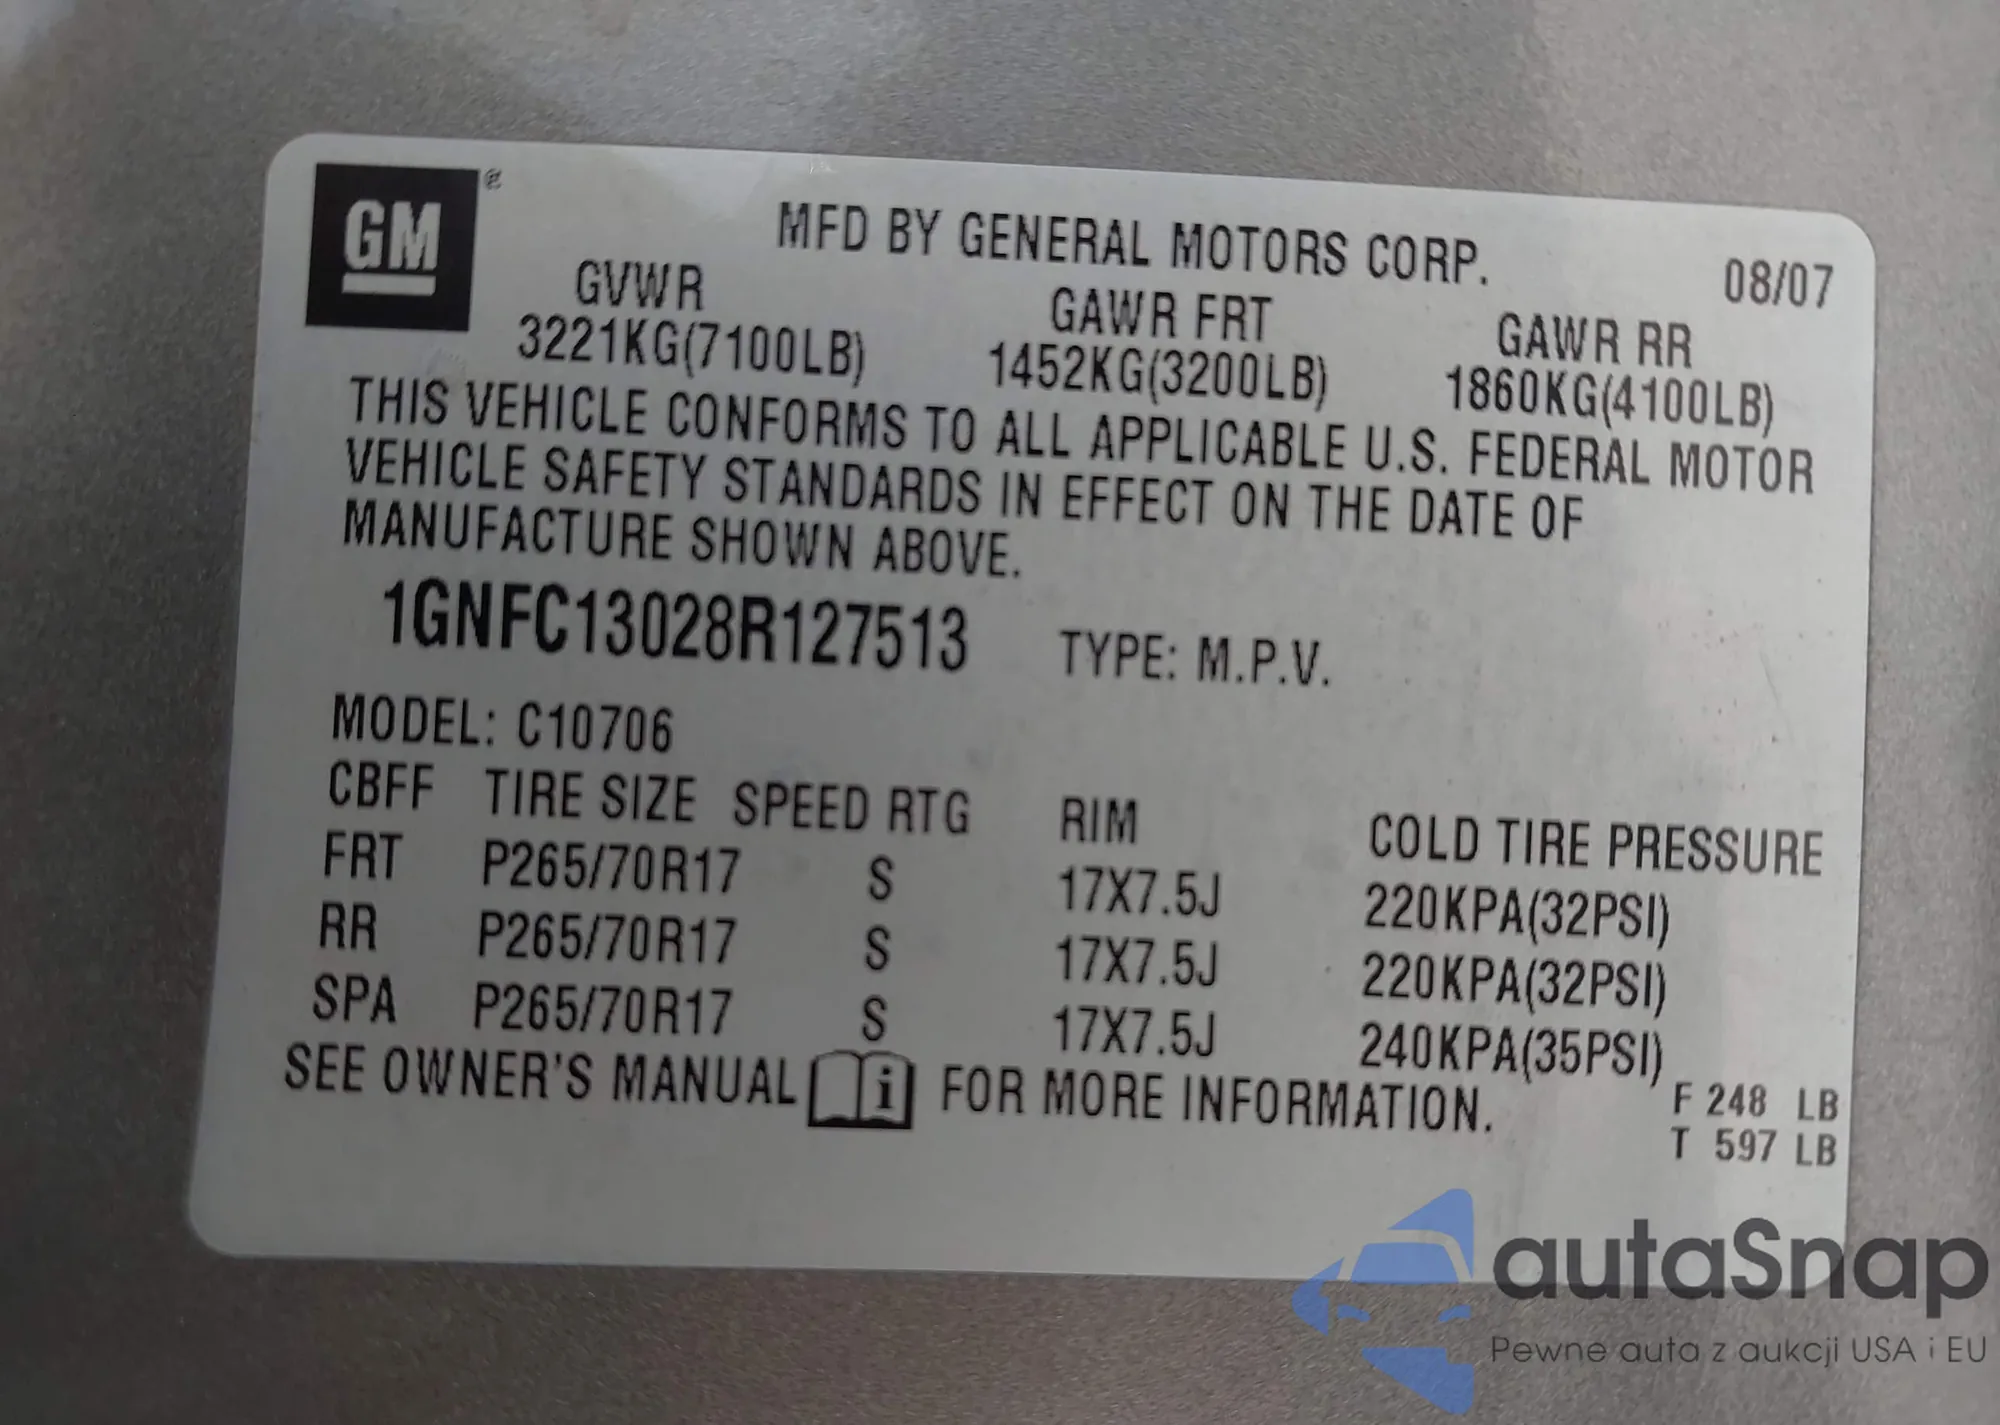 GM
MFD BY GENERAL MOTORS CORP. 08/07
GVWR GAWR FRT GAWR RR
3221KG(7100LB) 1452KG(3200LB) 1860KG(4100LB)
THIS VEHICLE CONFORMS TO ALL APPLICABLE U.S. FEDERAL MOTOR
VEHICLE SAFETY STANDARDS IN EFFECT ON THE DATE OF
MANUFACTURE SHOWN ABOVE.
1GNFC13028R127513 TYPE: M.P.V.
MODEL: C10706
CBFF TIRE SIZE SPEED RTG RIM COLD TIRE PRESSURE
FRT P265/70R17 S 17X7.5J 220KPA(32PSI)
RR P265/70R17 S 17X7.5J 220KPA(32PSI)
SPA P265/70R17 S 17X7.5J 240KPA(35PSI)
SEE OWNER'S MANUAL i FOR MORE INFORMATION.
F 248 LB
T 597 LB
autaSnap
Pewne auta z aukcji USA i EU